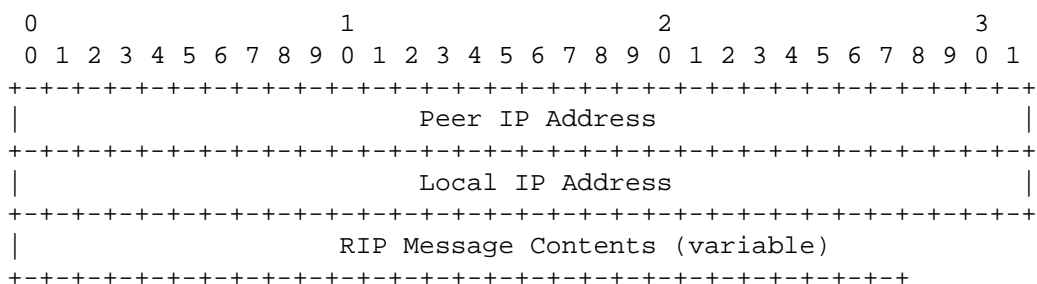 0                   1                   2                   3
 0 1 2 3 4 5 6 7 8 9 0 1 2 3 4 5 6 7 8 9 0 1 2 3 4 5 6 7 8 9 0 1
+-+-+-+-+-+-+-+-+-+-+-+-+-+-+-+-+-+-+-+-+-+-+-+-+-+-+-+-+-+-+-+-+
|                         Peer IP Address                       |
+-+-+-+-+-+-+-+-+-+-+-+-+-+-+-+-+-+-+-+-+-+-+-+-+-+-+-+-+-+-+-+-+
|                         Local IP Address                      |
+-+-+-+-+-+-+-+-+-+-+-+-+-+-+-+-+-+-+-+-+-+-+-+-+-+-+-+-+-+-+-+-+
|                    RIP Message Contents (variable)
+-+-+-+-+-+-+-+-+-+-+-+-+-+-+-+-+-+-+-+-+-+-+-+-+-+-+-+-+